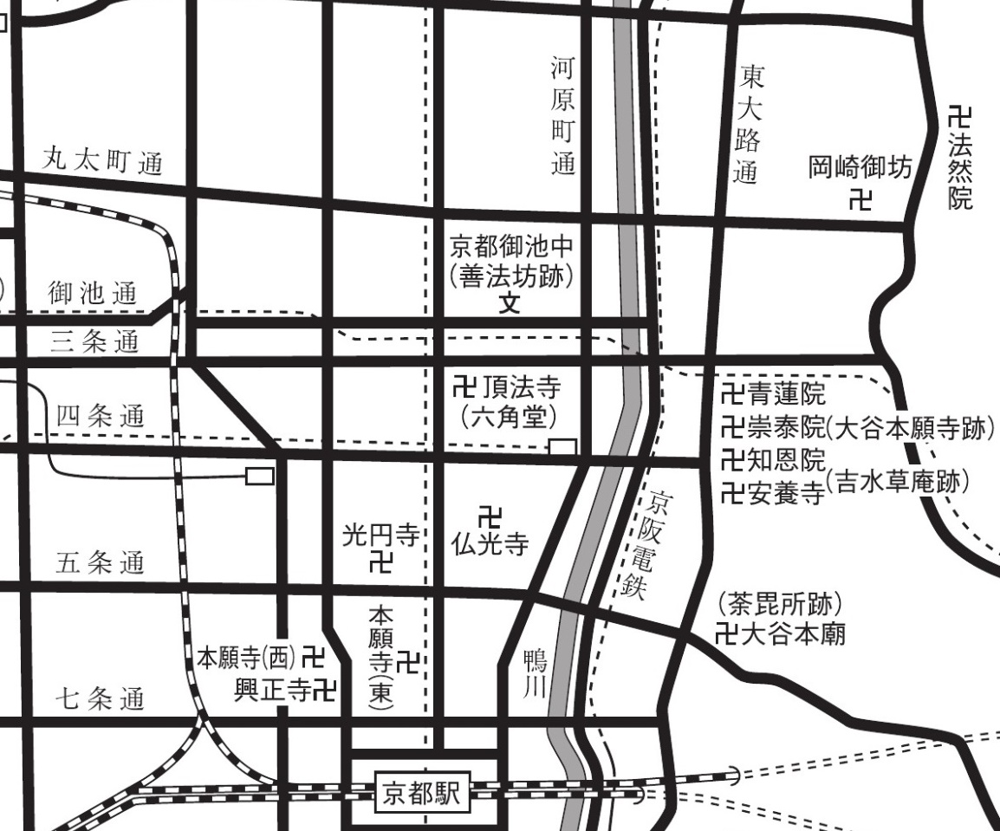 河原町通
東大路通
卍法然院
丸太町通
岡崎御坊
卍
京都御池中
(善法坊跡)
文
御池通
三条通
卍頂法寺
(六角堂)
四条通
卍青蓮院
卍崇泰院(大谷本願寺跡)
卍知恩院
卍安養寺(吉水草庵跡)
京阪電鉄
光円寺
卍
卍
仏光寺
五条通
(荼毘所跡)
卍大谷本廟
本願寺(東)卍
本願寺(西)卍
興正寺卍
鴨川
七条通
京都駅